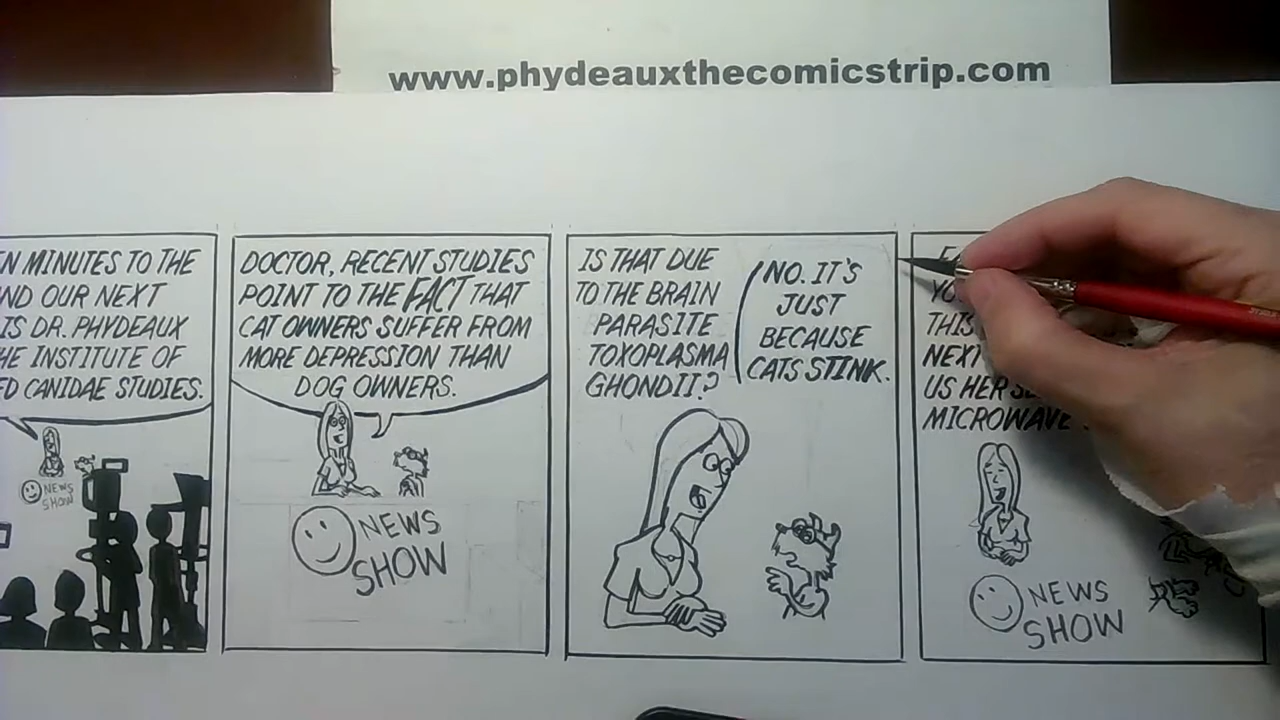 www.phydeauxthecomicstrip.com
MINUTES TO THE
OUR NEXT
IS DR. PHYDEAUX
INSTITUTE OF
CANIDAE STUDIES.
NEWS
SHOW
DOCTOR, RECENT STUDIES
POINT TO THE FACT THAT
CAT OWNERS SUFFER FROM
MORE DEPRESSION THAN
DOG OWNERS.
NEWS
SHOW
IS THAT DUE
TO THE BRAIN
PARASITE
TOXOPLASMA
GHONDII?
NO. IT'S
JUST
BECAUSE
CATS STINK.
THIS
NEXT
US HER
MICROWAVE
NEWS
SHOW